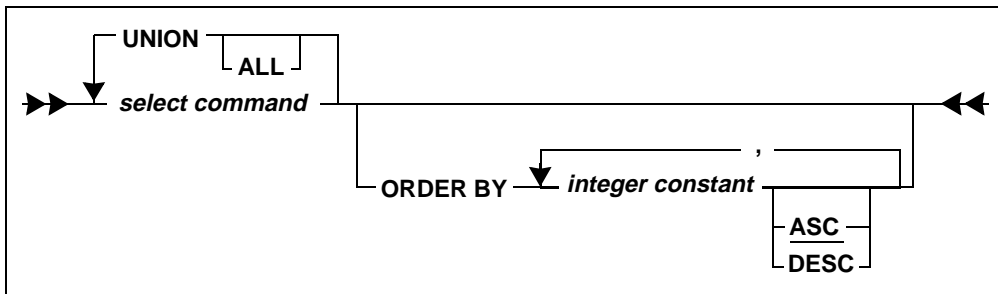 UNION
ALL
select command
,
ORDER BY integer constant
ASC
DESC